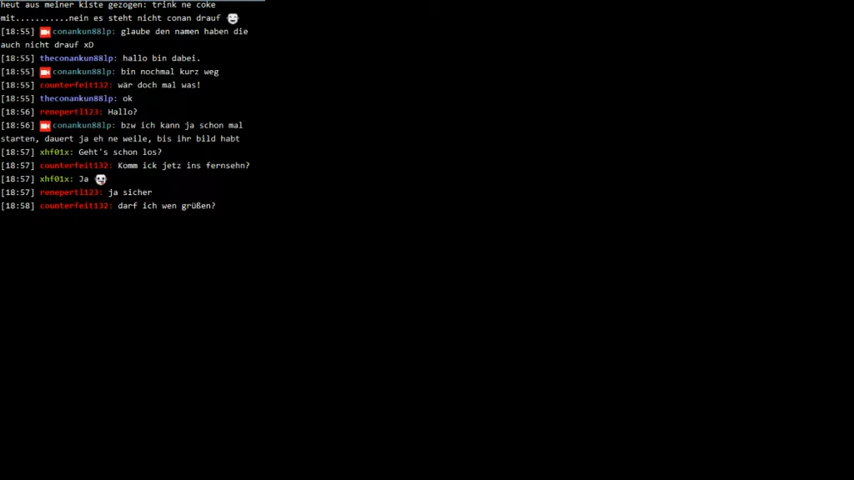 heut aus meiner kiste gezogen: trink ne coke
mit...........nein es steht nicht conan drauf
[18:55] conankun88lp: glaube den namen haben die
auch nicht drauf xD
[18:55] theconankun88lp: hallo bin dabei.
[18:55] conankun88lp: bin nochmal kurz weg
[18:55] counterfeit132: wär doch mal was!
[18:55] theconankun88lp: ok
[18:56] renepertl123: Hallo?
[18:56] conankun88lp: bzw ich kann ja schon mal
starten, dauert ja eh ne weile, bis ihr bild habt
[18:57] xhf01x: Geht's schon los?
[18:57] counterfeit132: Komm ick jetz ins fernsehn?
[18:57] xhf01x: Ja
[18:57] renepertl123: ja sicher
[18:58] counterfeit132: darf ich wen grüßen?